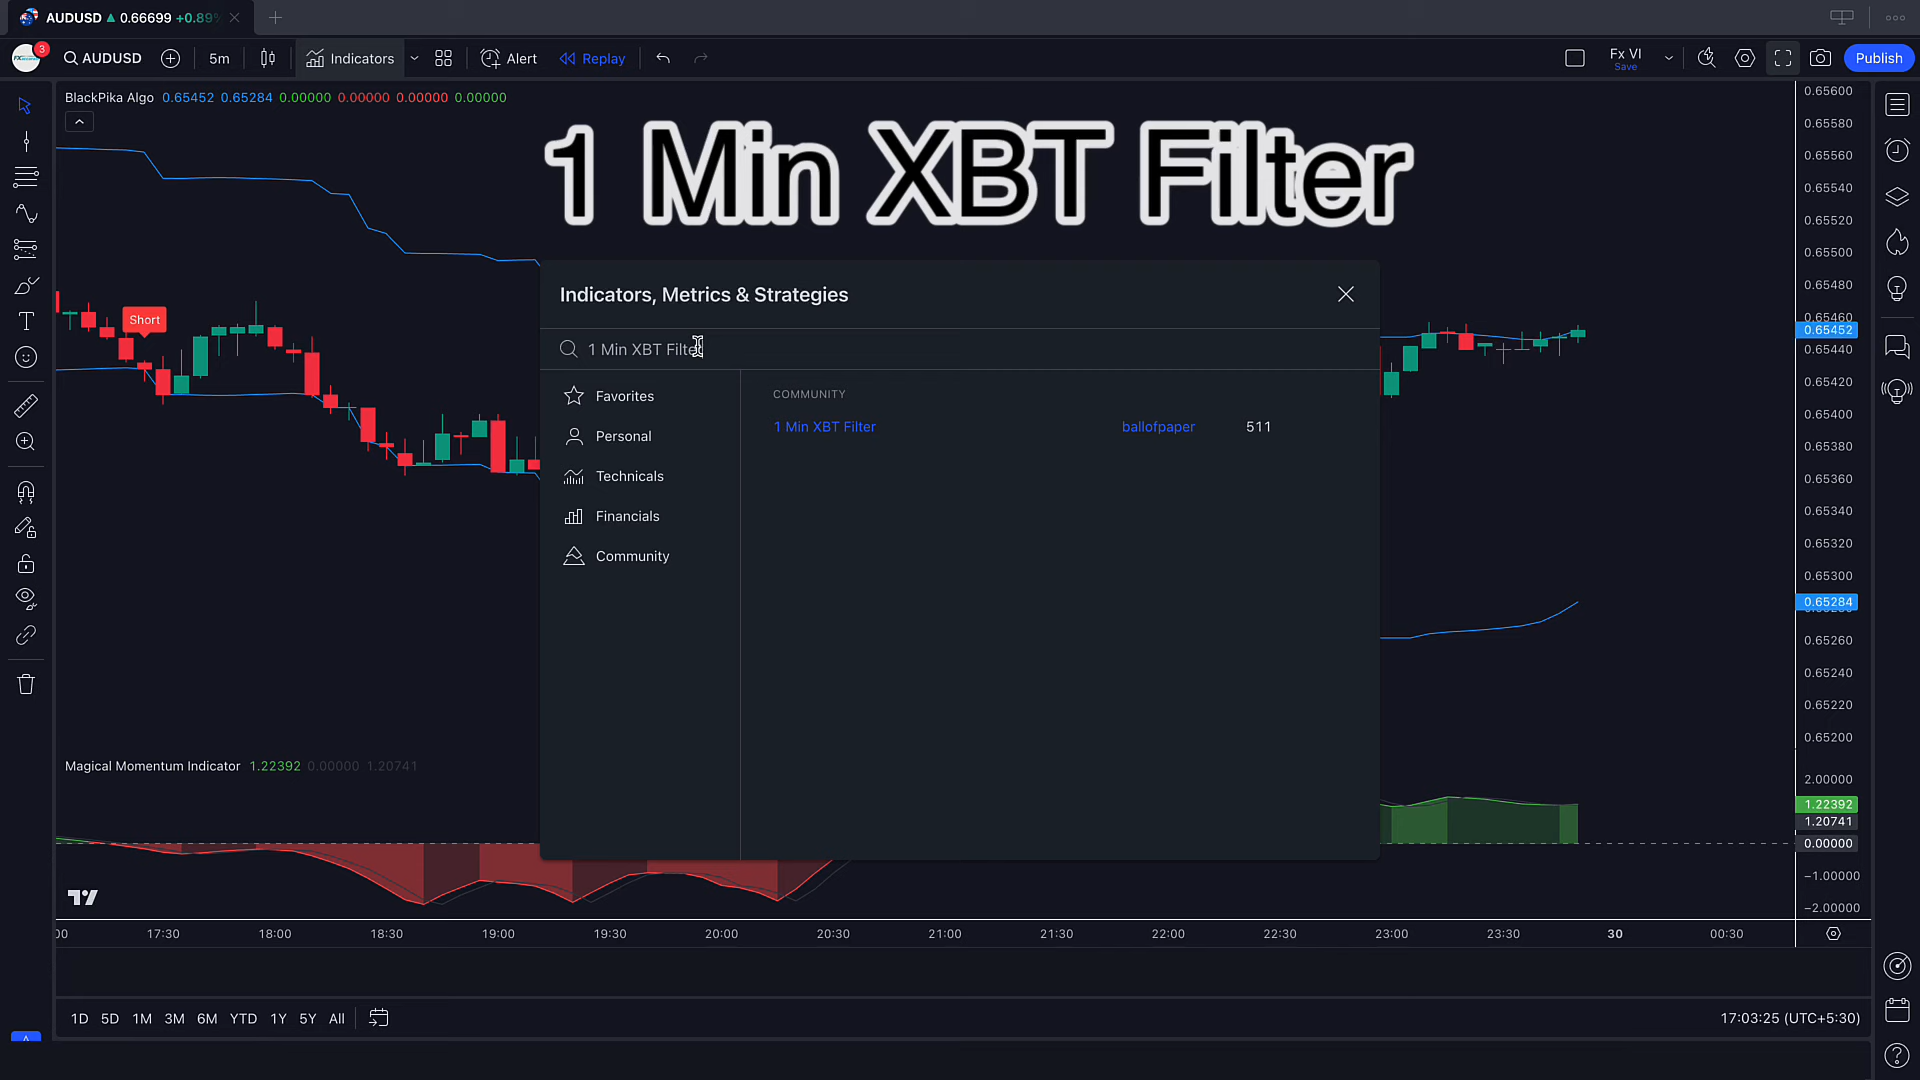 AUDUSD ▲ 0.66699 +0.89%
3
AUDUSD
5m
Indicators
Alert
Replay
Fx VI
Save
Publish
BlackPika Algo 0.65452 0.65284 0.00000 0.00000 0.00000 0.00000
1 Min XBT Filter
Short
Indicators, Metrics & Strategies
1 Min XBT Filter
Favorites
Personal
Technicals
Financials
Community
COMMUNITY
1 Min XBT Filter ballofpaper 511
0.65600
0.65580
0.65560
0.65540
0.65520
0.65500
0.65480
0.65460
0.65452
0.65440
0.65420
0.65400
0.65380
0.65360
0.65340
0.65320
0.65300
0.65284
0.65260
0.65240
0.65220
0.65200
Magical Momentum Indicator 1.22392 0.00000 1.20741
2.00000
1.22392
1.20741
0.00000
−1.00000
−2.00000
00 17:30 18:00 18:30 19:00 19:30 20:00 20:30 21:00 21:30 22:00 22:30 23:00 23:30 30 00:30
1D 5D 1M 3M 6M YTD 1Y 5Y All
17:03:25 (UTC+5:30)